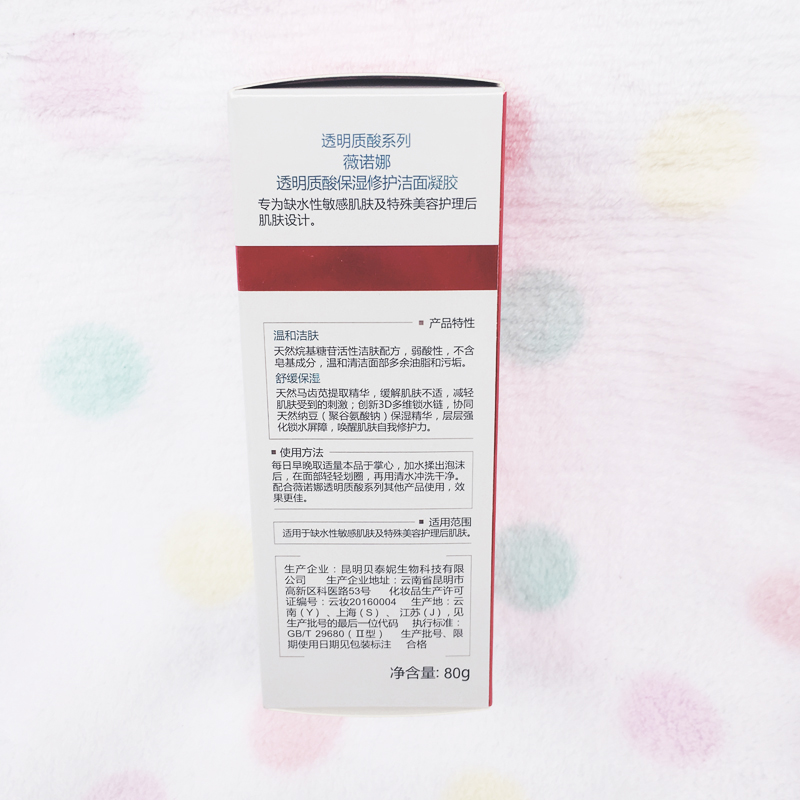 透明质酸系列
薇诺娜
透明质酸保湿修护洁面凝胶
专为缺水性敏感肌肤及特殊美容护理后
肌肤设计。
产品特性
温和洁肤
天然烷基糖苷活性洁肤配方，弱酸性，不含
皂基成分，温和清洁面部多余油脂和污垢。
舒缓保湿
天然马齿苋提取精华，缓解肌肤不适，减轻
肌肤受到的刺激；创新3D多维锁水链，协同
天然纳豆（聚谷氨酸钠）保湿精华，层层强
化锁水屏障，唤醒肌肤自我修护力。
使用方法
每日早晚取适量本品于掌心，加水揉出泡沫
后，在面部轻轻划圈，再用清水冲洗干净。
配合薇诺娜透明质酸系列其他产品使用，效
果更佳。
适用范围
适用于缺水性敏感肌肤及特殊美容护理后肌肤。
生产企业：昆明贝泰妮生物科技有限
公司 生产企业地址：云南省昆明市
高新区科医路53号 化妆品生产许可
证编号：云妆20160004 生产地：云
南（Y）、上海（S）、江苏（J）,见
生产批号的最后一位代码 执行标准：
GB/T 29680（Ⅱ型） 生产批号、限
期使用日期见包装标注 合格
净含量: 80g